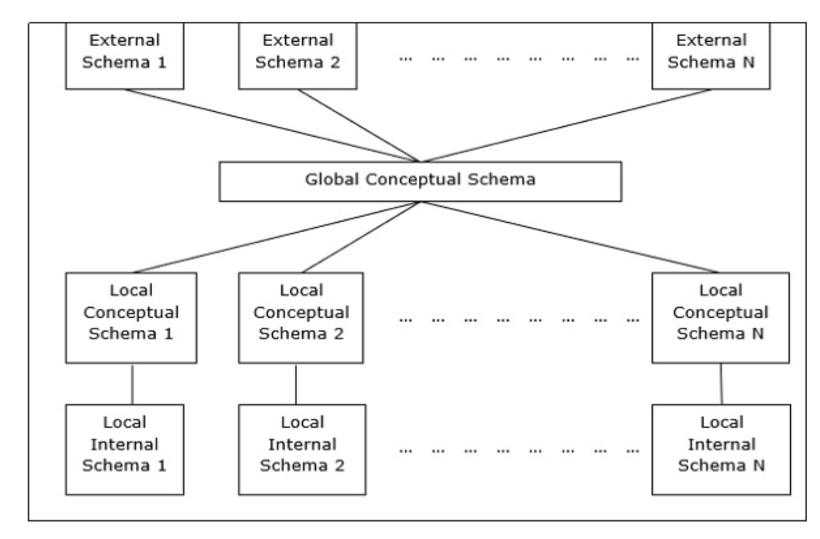 External
Schema 1
External
Schema 2
... ... ... ... ... ... ... ...
External
Schema N
Global Conceptual Schema
Local
Conceptual
Schema 1
Local
Conceptual
Schema 2
... ... ... ... ... ... ... ...
Local
Conceptual
Schema N
Local
Internal
Schema 1
Local
Internal
Schema 2
... ... ... ... ... ... ... ...
Local
Internal
Schema N